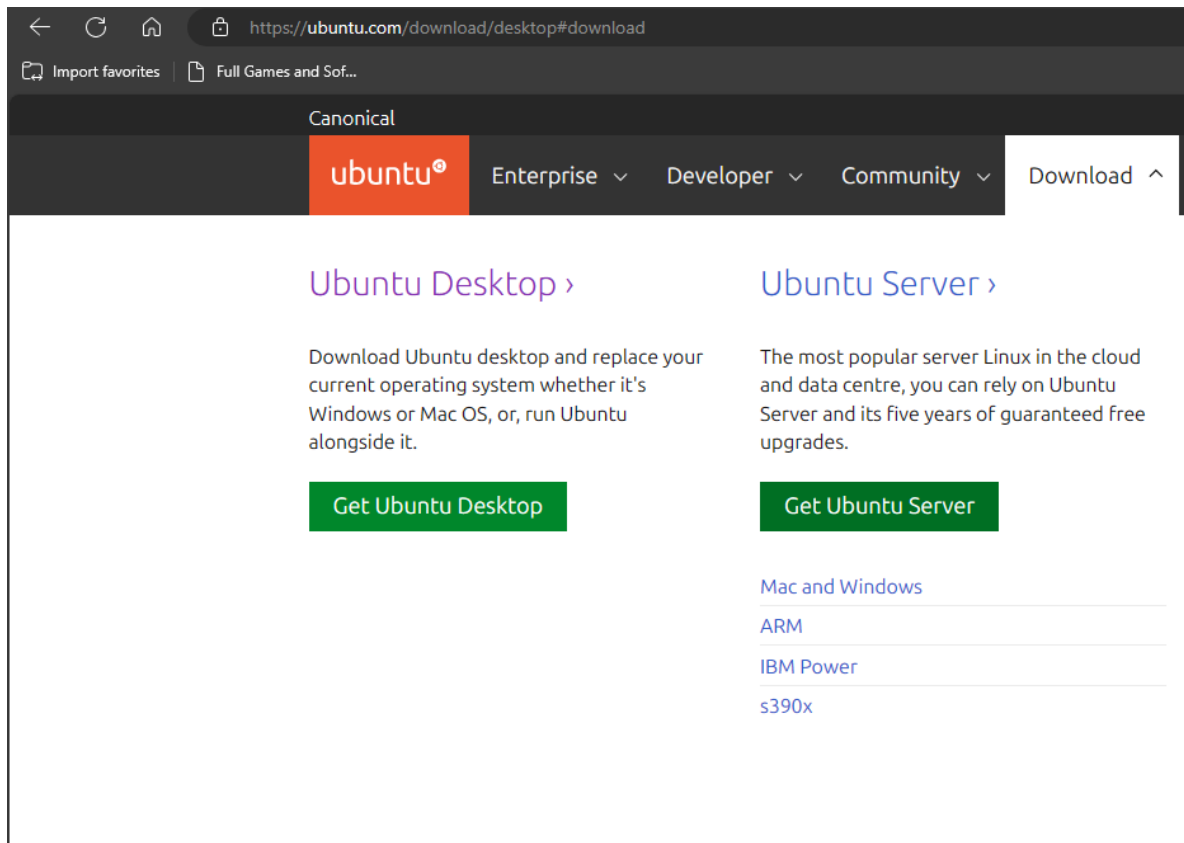 https://ubuntu.com/download/desktop#download
Import favorites
Full Games and Sof...
Canonical
ubuntu
Enterprise
Developer
Community
Download
Ubuntu Desktop ›
Download Ubuntu desktop and replace your
current operating system whether it's
Windows or Mac OS, or, run Ubuntu
alongside it.
Get Ubuntu Desktop
Ubuntu Server ›
The most popular server Linux in the cloud
and data centre, you can rely on Ubuntu
Server and its five years of guaranteed free
upgrades.
Get Ubuntu Server
Mac and Windows
ARM
IBM Power
s390x